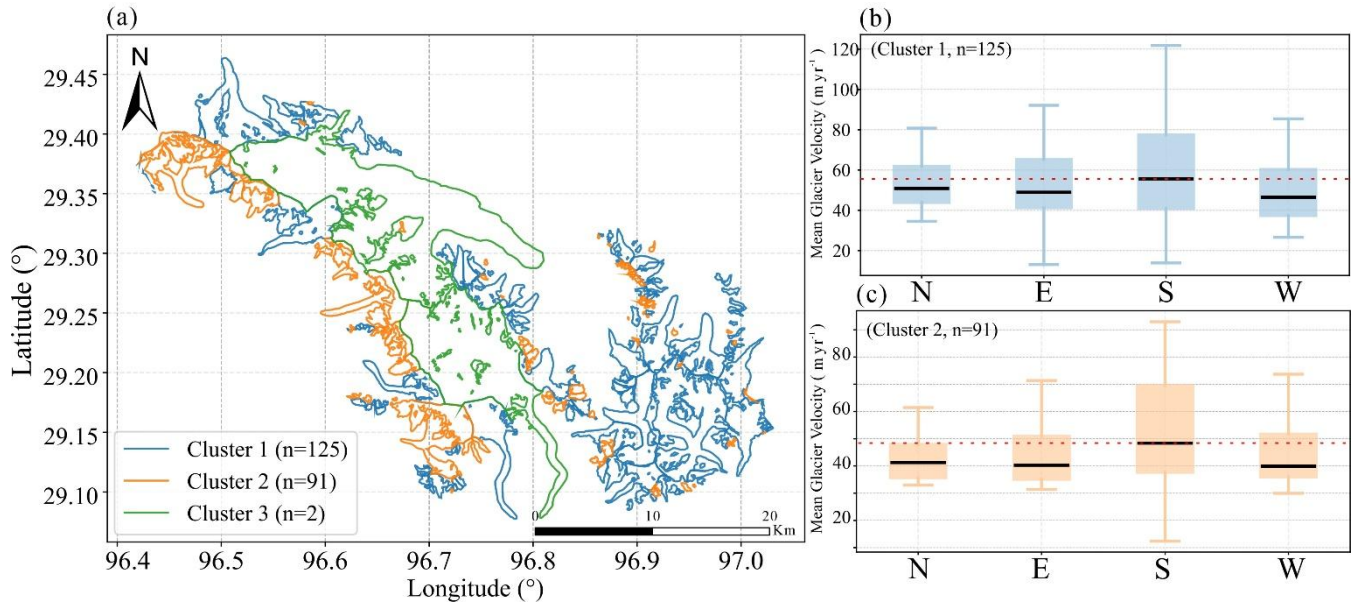 (a)
N
29.45
29.40
29.35
29.30
29.25
29.20
29.15
29.10
Latitude (°)
Cluster 1 (n=125)
Cluster 2 (n=91)
Cluster 3 (n=2)
0 10 20
Km
96.4 96.5 96.6 96.7 96.8 96.9 97.0
Longitude (°)
(b)
(Cluster 1, n=125)
120
100
80
60
40
20
Mean Glacier Velocity ( m yr⁻¹)
N E S W
(c)
(Cluster 2, n=91)
80
60
40
20
Mean Glacier Velocity ( m yr⁻¹)
N E S W